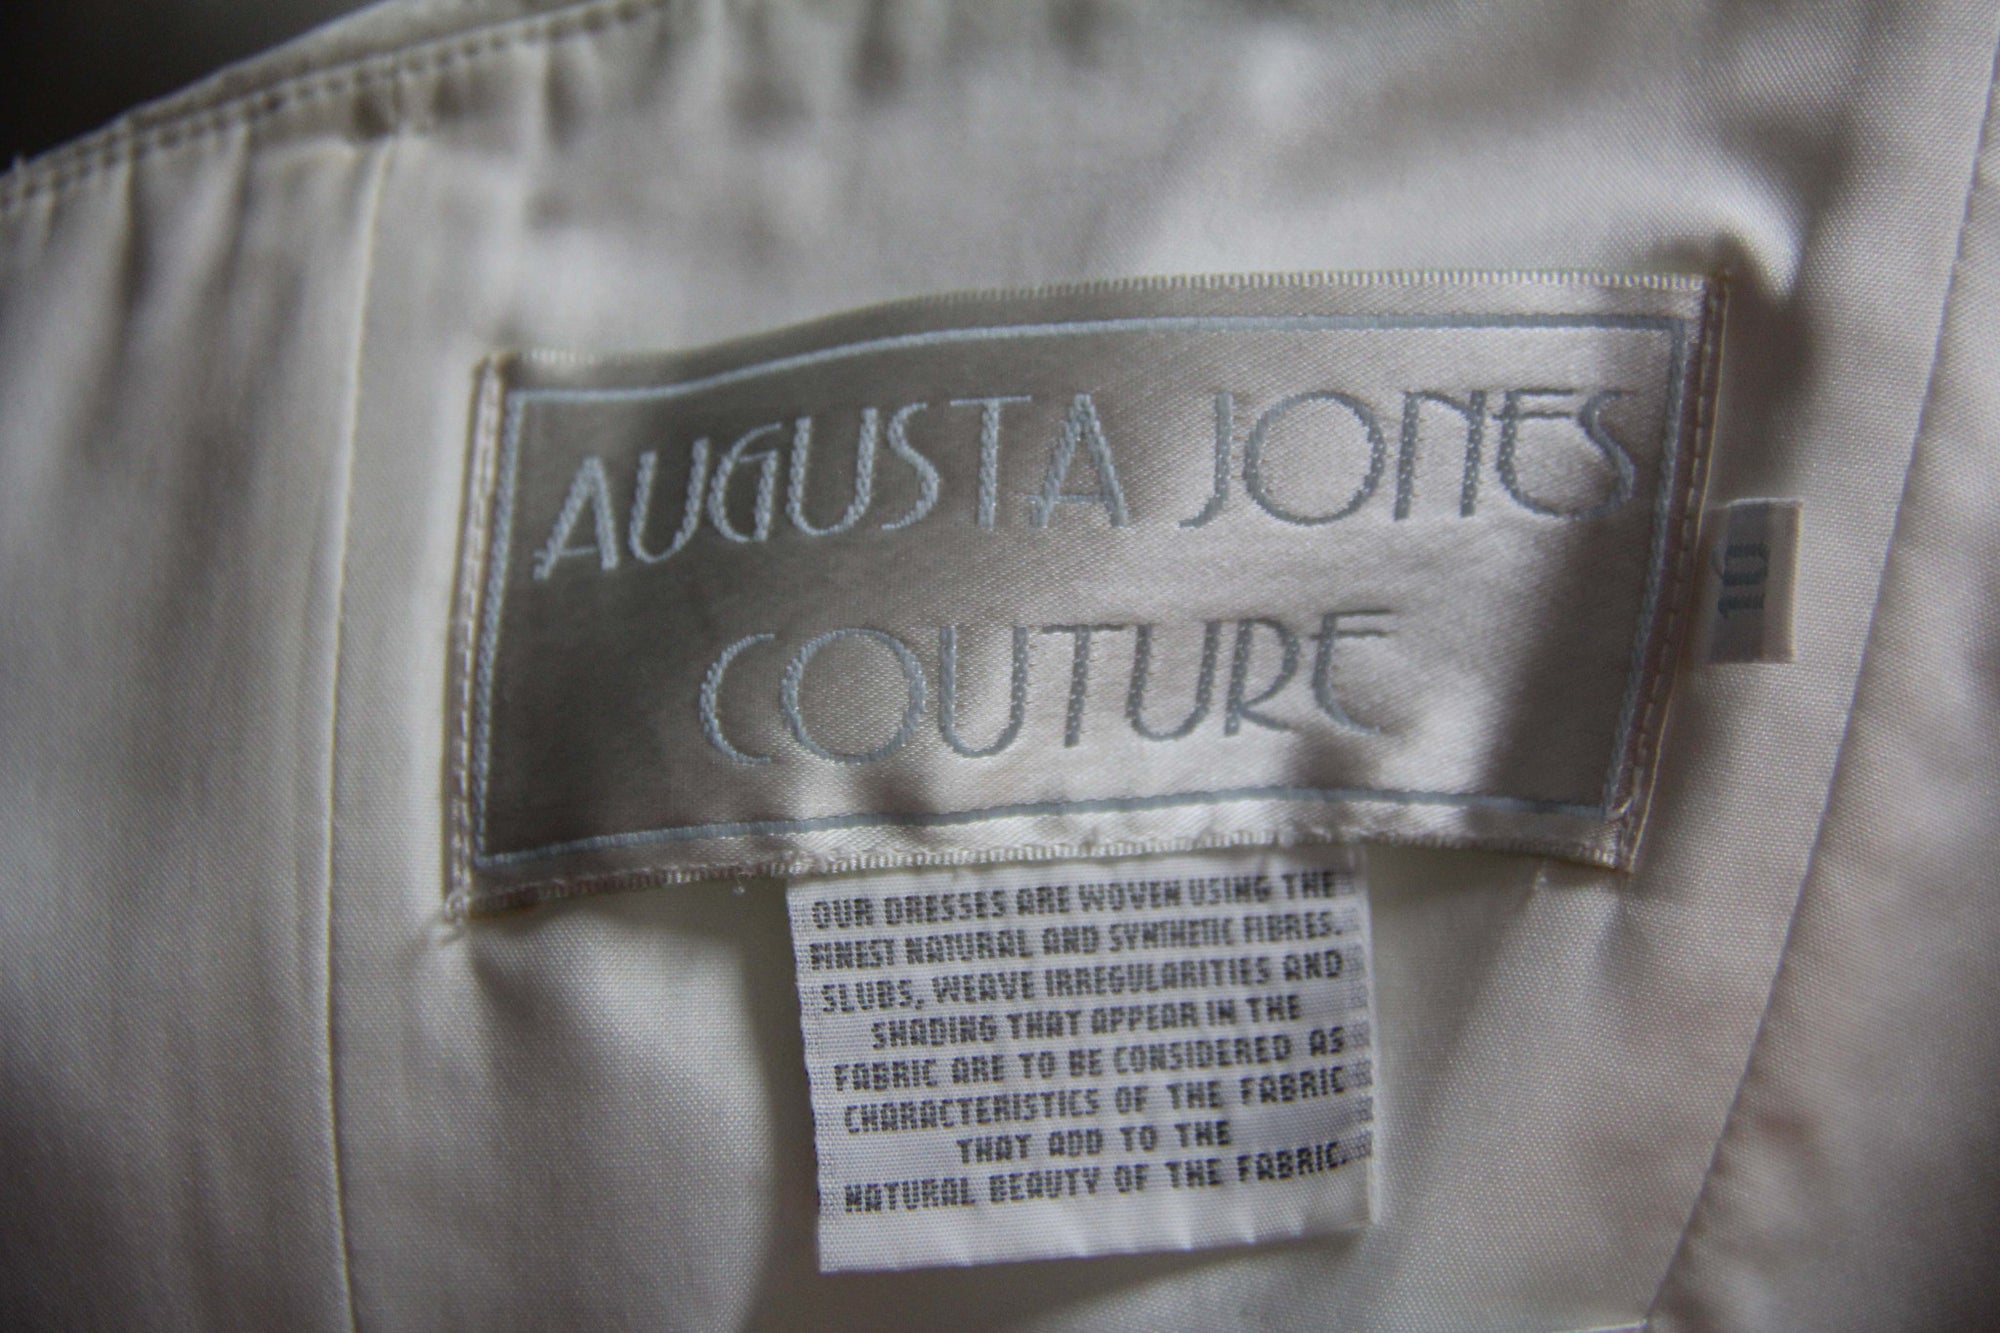 AUGUSTA JONES
COUTURE
10
OUR DRESSES ARE WOVEN USING THE
FINEST NATURAL AND SYNTHETIC FIBRES.
SLUBS, WEAVE IRREGULARITIES AND
SHADING THAT APPEAR IN THE
FABRIC ARE TO BE CONSIDERED AS
CHARACTERISTICS OF THE FABRIC
THAT ADD TO THE
NATURAL BEAUTY OF THE FABRIC.